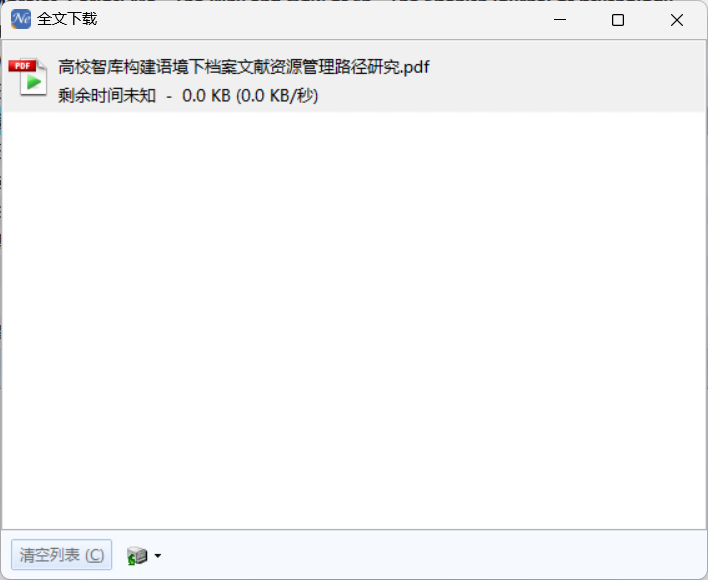 全文下载
PDF
高校智库构建语境下档案文献资源管理路径研究.pdf
剩余时间未知 - 0.0 KB (0.0 KB/秒)
清空列表 (C)